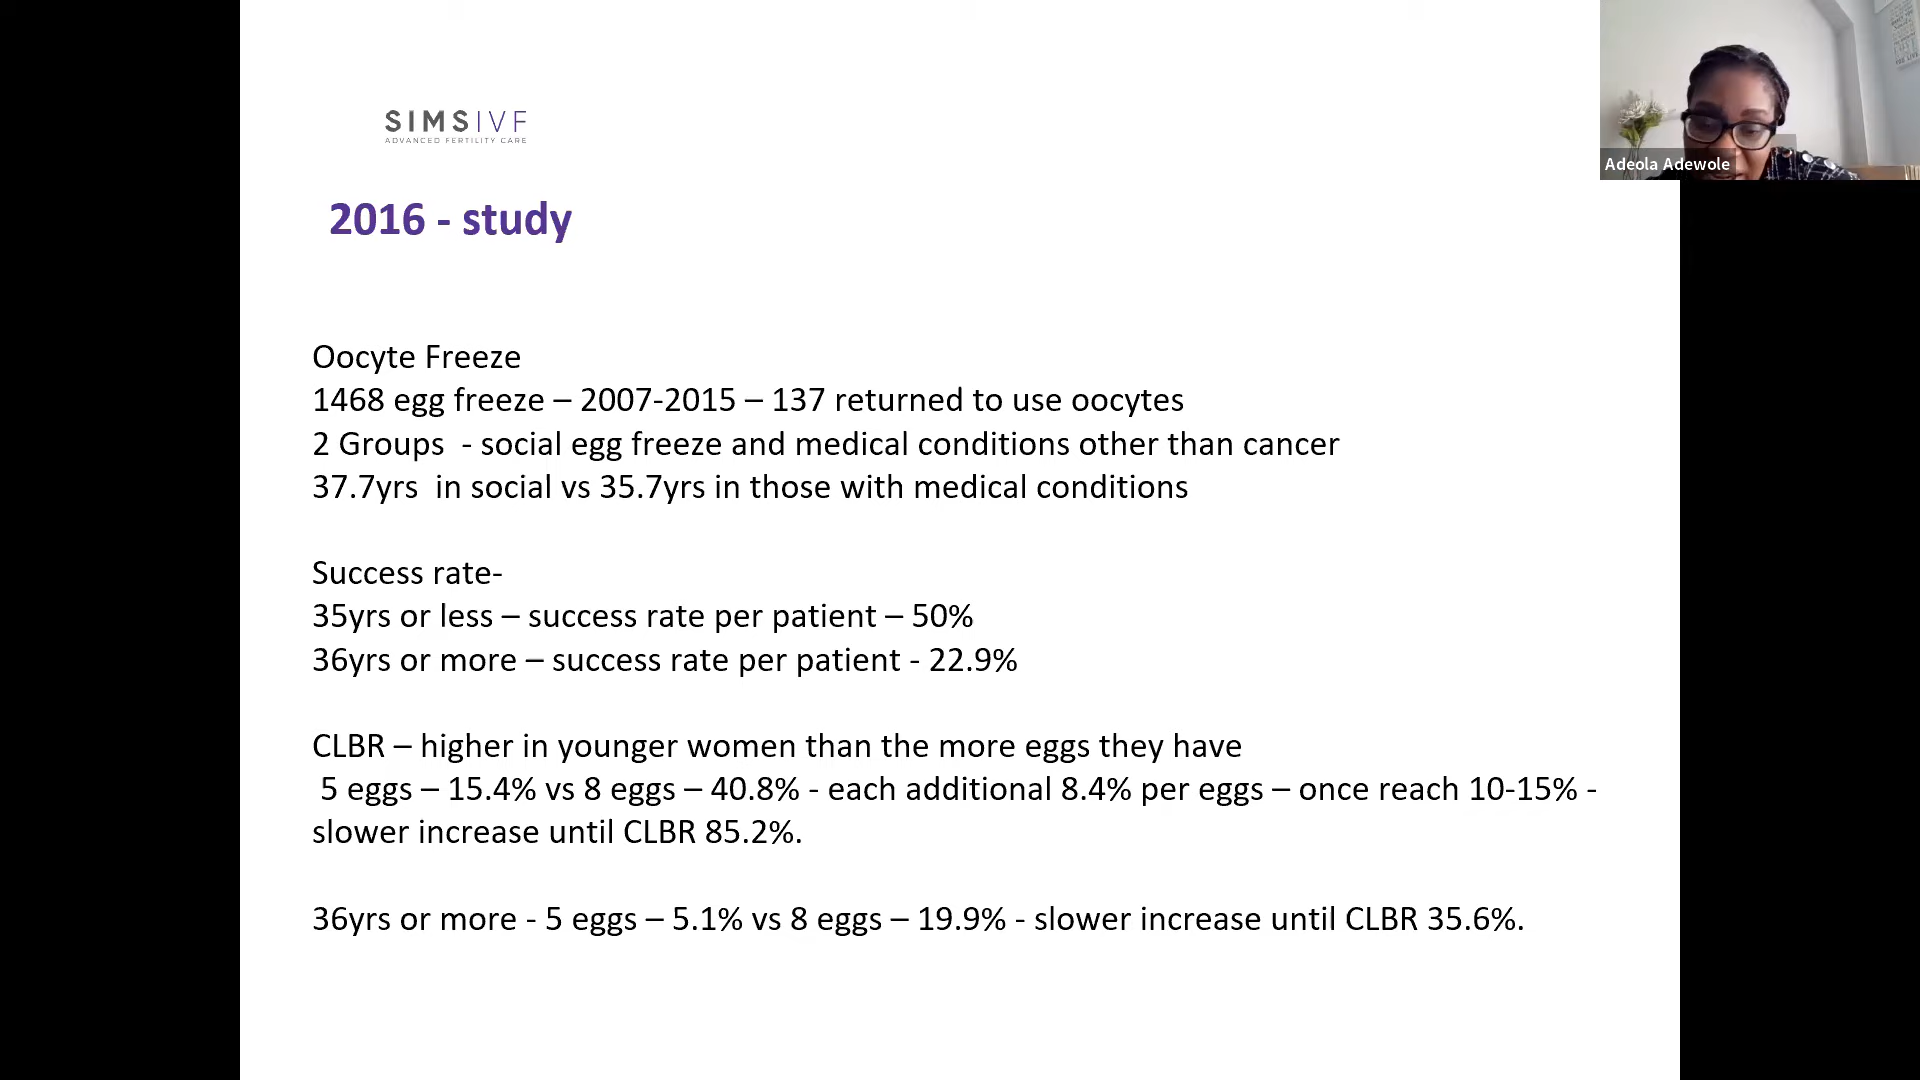 SIMSIVF
ADVANCED FERTILITY CARE
Adeola Adewole
2016 - study
Oocyte Freeze
1468 egg freeze – 2007-2015 – 137 returned to use oocytes
2 Groups  - social egg freeze and medical conditions other than cancer
37.7yrs  in social vs 35.7yrs in those with medical conditions
Success rate-
35yrs or less – success rate per patient – 50%
36yrs or more – success rate per patient - 22.9%
CLBR – higher in younger women than the more eggs they have
5 eggs – 15.4% vs 8 eggs – 40.8% - each additional 8.4% per eggs – once reach 10-15% -
slower increase until CLBR 85.2%.
36yrs or more - 5 eggs – 5.1% vs 8 eggs – 19.9% - slower increase until CLBR 35.6%.